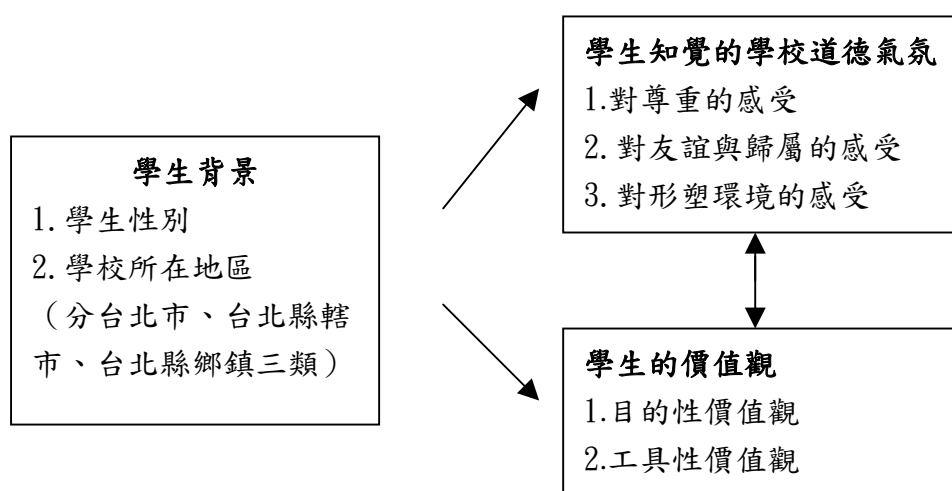 學生背景
1. 學生性別
2. 學校所在地區
（分台北市、台北縣轄
市、台北縣鄉鎮三類）
學生知覺的學校道德氣氛
1.對尊重的感受
2. 對友誼與歸屬的感受
3. 對形塑環境的感受
學生的價值觀
1.目的性價值觀
2.工具性價值觀